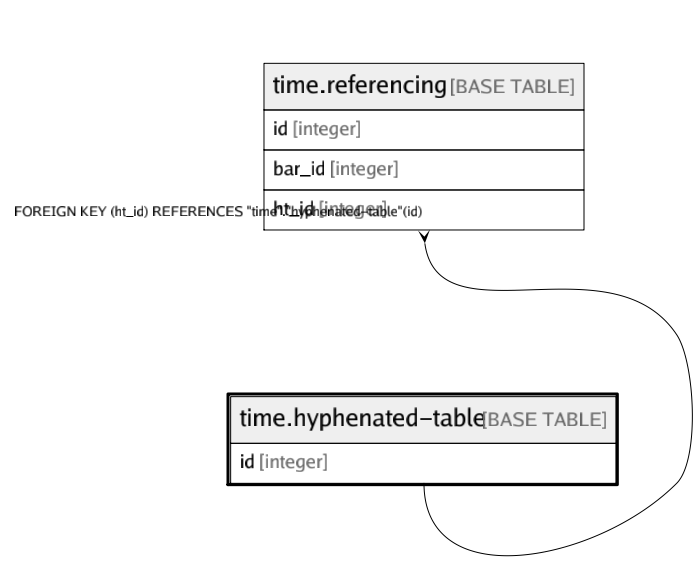 time.referencing [BASE TABLE]
id [integer]
bar_id [integer]
ht_id [integer]
FOREIGN KEY (ht_id) REFERENCES "time"."hyphenated-table"(id)
time.hyphenated-table [BASE TABLE]
id [integer]